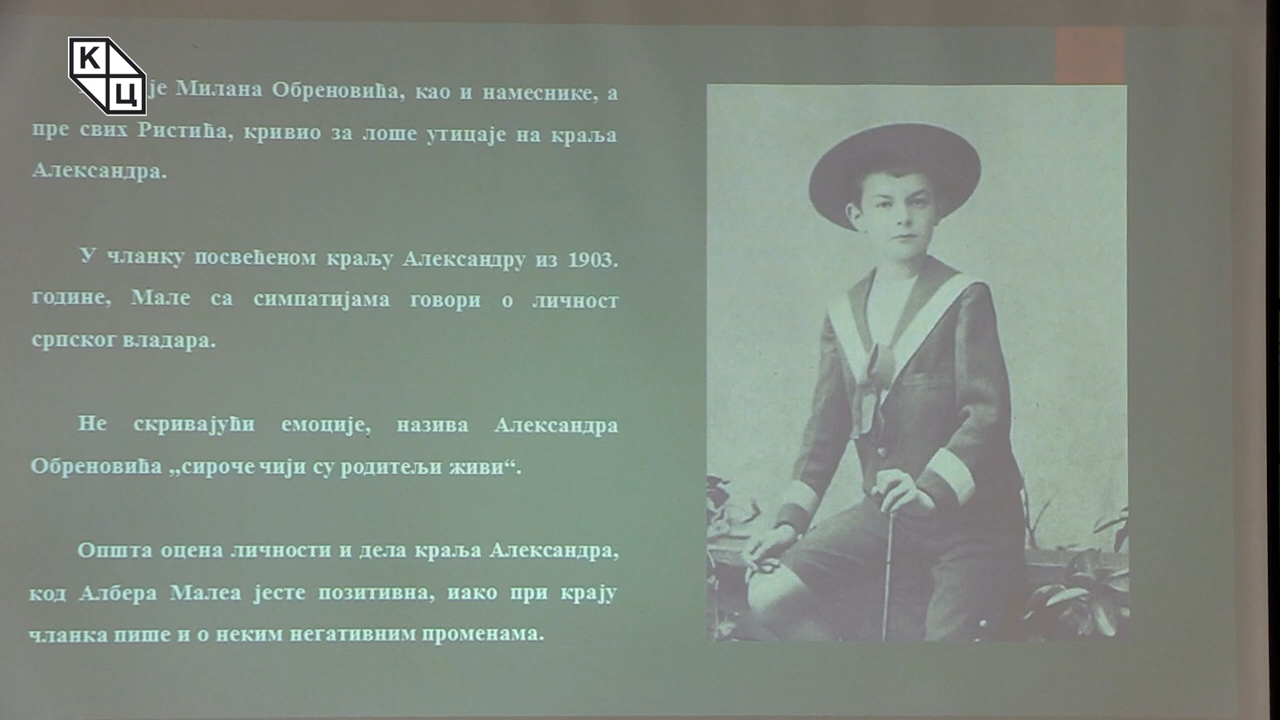 К
Ц
је Милана Обреновића, као и намеснике, а
пре свих Ристића, кривио за лоше утицаје на краља
Александра.
У чланку посвећеном краљу Александру из 1903.
године, Мале са симпатијама говори о личност
српског владара.
Не скривајући емоције, назива Александра
Обреновића „сироче чији су родитељи живи“.
Општа оцена личности и дела краља Александра,
код Албера Малеа јесте позитивна, иако при крају
чланка пише и о неким негативним променама.